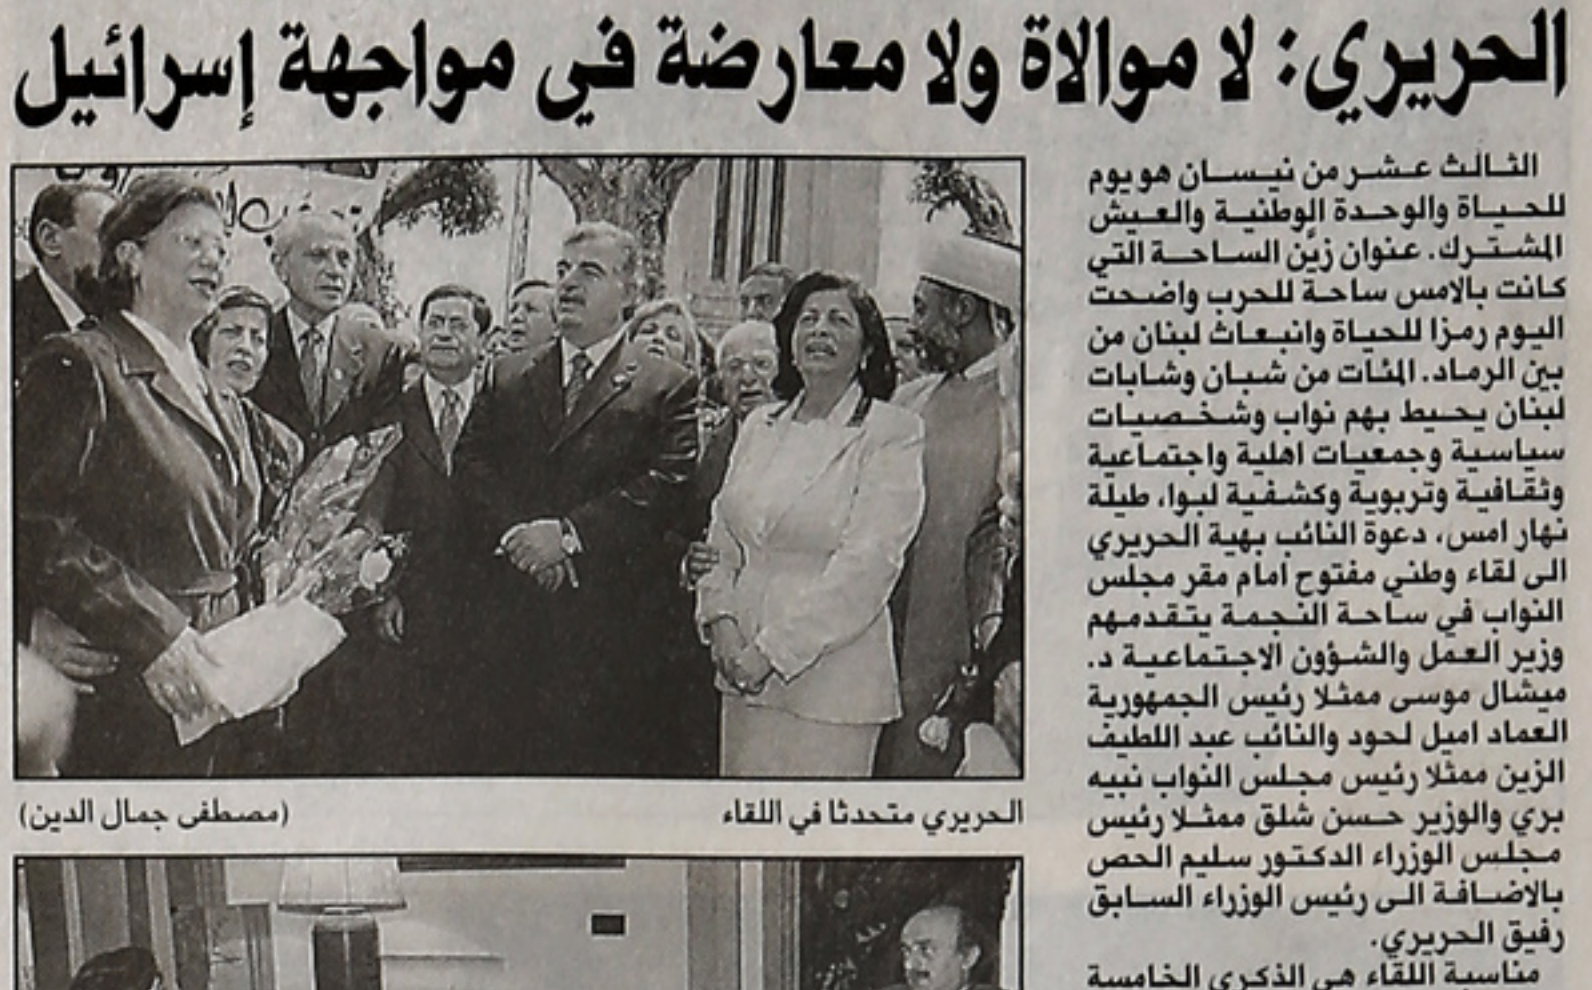 الحريري: لا موالاة ولا معارضة في مواجهة إسرائيل
الثالث عشر من نيسان هو يوم
للحياة والوحدة الوطنية والعيش
المشترك. عنوان زيّن الساحة التي
كانت بالامس ساحة للحرب واضحت
اليوم رمزا للحياة وانبعاث لبنان من
بين الرماد. المئات من شبان وشابات
لبنان يحيط بهم نواب وشخصيات
سياسية وجمعيات اهلية واجتماعية
وثقافية وتربوية وكشفية لبوا، طيلة
نهار امس، دعوة النائب بهية الحريري
الى لقاء وطني مفتوح امام مقر مجلس
النواب في ساحة النجمة يتقدمهم
وزير العمل والشؤون الاجتماعية د.
ميشال موسى ممثلا رئيس الجمهورية
العماد اميل لحود والنائب عبد اللطيف
الزين ممثلا رئيس مجلس النواب نبيه
بري والوزير حسن شلق ممثلا رئيس
مجلس الوزراء الدكتور سليم الحص
بالاضافة الى رئيس الوزراء السابق
رفيق الحريري.
مناسبة اللقاء هي الذكرى الخامسة
الحريري متحدثا في اللقاء
(مصطفى جمال الدين)